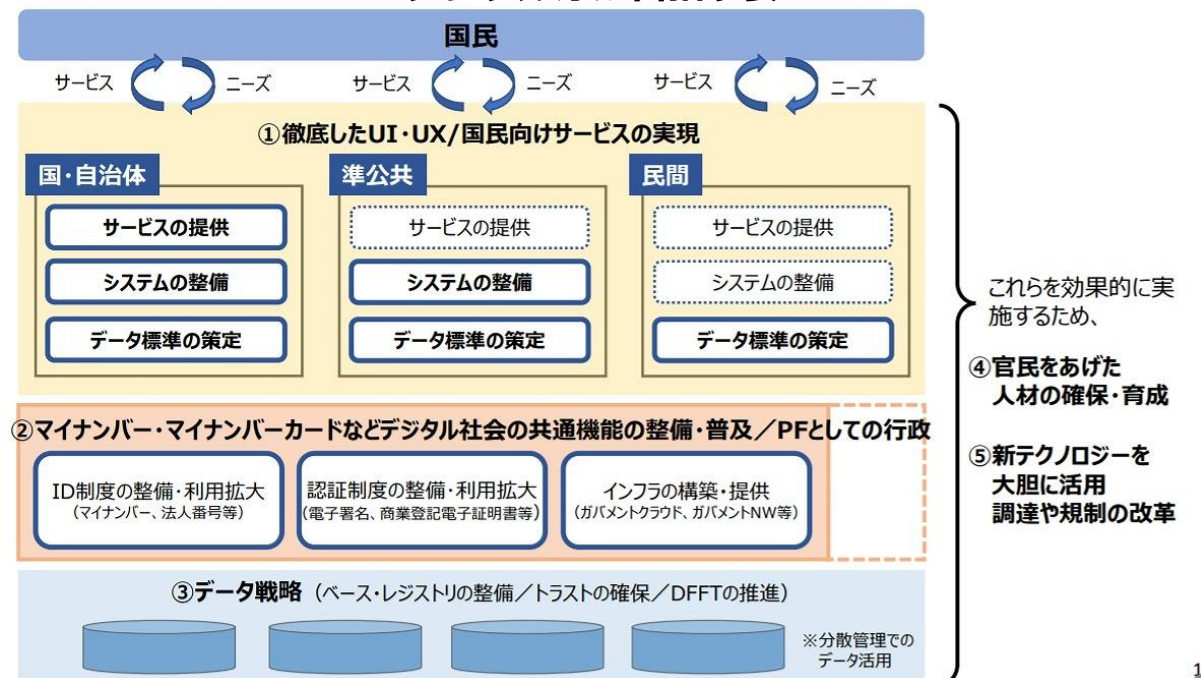 国民
サービス
ニーズ
サービス
ニーズ
サービス
ニーズ
①徹底したUI・UX/国民向けサービスの実現
国・自治体
サービスの提供
システムの整備
データ標準の策定
準公共
サービスの提供
システムの整備
データ標準の策定
民間
サービスの提供
システムの整備
データ標準の策定
②マイナンバー・マイナンバーカードなどデジタル社会の共通機能の整備・普及／PFとしての行政
ID制度の整備・利用拡大
(マイナンバー、法人番号等)
認証制度の整備・利用拡大
(電子署名、商業登記電子証明書等)
インフラの構築・提供
(ガバメントクラウド、ガバメントNW等)
③データ戦略（ベース・レジストリの整備／トラストの確保／DFFTの推進）
※分散管理での
データ活用
これらを効果的に実
施するため、
④官民をあげた
人材の確保・育成
⑤新テクノロジーを
大胆に活用
調達や規制の改革
1